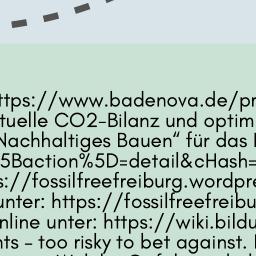 ttps://www.badenova.de/pr
tuelle CO2-Bilanz und optim
Nachhaltiges Bauen“ für das
5Baction%5D=detail&cHash=
s://fossilfreefreiburg.wordpre
unter: https://fossilfreefreibu
nline unter: https://wiki.bildu
nts – too risky to bet against.